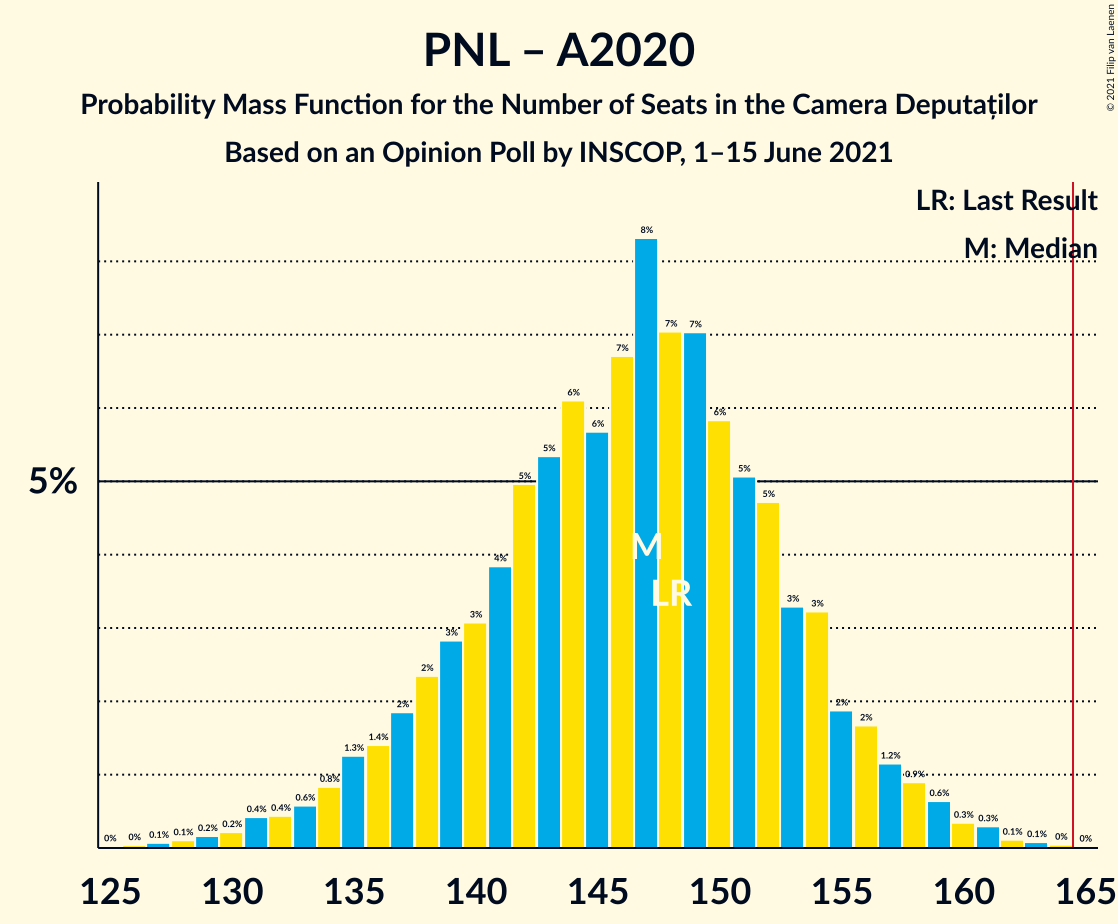 PNL – A2020
Probability Mass Function for the Number of Seats in the Camera Deputaților
Based on an Opinion Poll by INSCOP, 1–15 June 2021
© 2021 Filip van Laenen
LR: Last Result
M: Median
5%
0% 0% 0.1% 0.1% 0.2% 0.2% 0.4% 0.4% 0.6% 0.8% 1.3% 1.4% 2% 2% 3% 3% 4% 5% 5% 6% 6% 7% 8% 7% 7% 6% 5% 5% 3% 3% 2% 2% 1.2% 0.9% 0.6% 0.3% 0.3% 0.1% 0.1% 0% 0%
M
LR
125 130 135 140 145 150 155 160 165